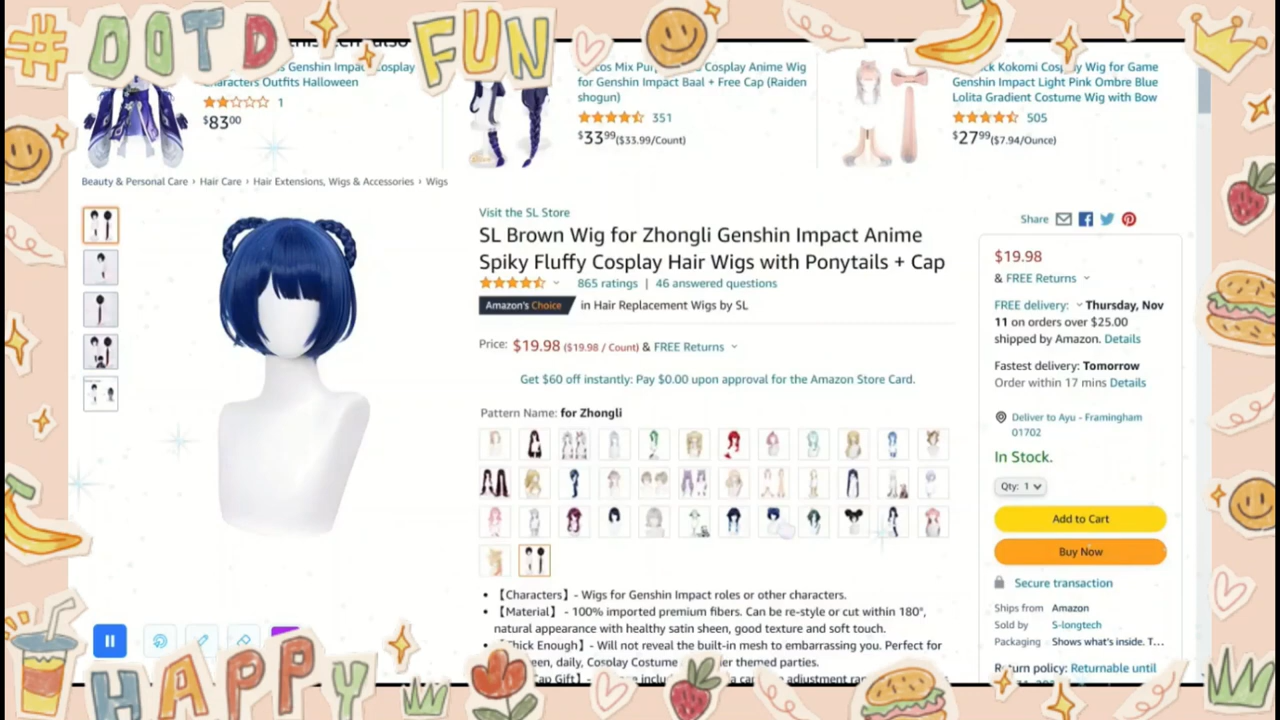 # OOTD FUN
s Genshin Impact Cosplay
Characters Outfits Halloween
1
$8300
Cosplay Anime Wig
for Genshin Impact Baal + Free Cap (Raiden
shogun)
351
$33.99($33.99/Count)
Kokomi Cosplay Wig for Game
Genshin Impact Light Pink Ombre Blue
Lolita Gradient Costume Wig with Bow
505
$27.99($7.94/Ounce)
Beauty & Personal Care › Hair Care › Hair Extensions, Wigs & Accessories › Wigs
Visit the SL Store
SL Brown Wig for Zhongli Genshin Impact Anime
Spiky Fluffy Cosplay Hair Wigs with Ponytails + Cap
865 ratings | 46 answered questions
Amazon's Choice in Hair Replacement Wigs by SL
Price: $19.98 ($19.98 / Count) & FREE Returns
Get $60 off instantly: Pay $0.00 upon approval for the Amazon Store Card.
Pattern Name: for Zhongli
• 【Characters】- Wigs for Genshin Impact roles or other characters.
• 【Material】 - 100% imported premium fibers. Can be re-style or cut within 180°,
natural appearance with healthy satin sheen, good texture and soft touch.
• hick Enough】- Will not reveal the built-in mesh to embarrassing you. Perfect for
een, daily, Cosplay Costume er themed parties.
Share
$19.98
& FREE Returns
FREE delivery: Thursday, Nov
11 on orders over $25.00
shipped by Amazon. Details
Fastest delivery: Tomorrow
Order within 17 mins Details
Deliver to Ayu - Framingham
01702
In Stock.
Qty: 1
Add to Cart
Buy Now
Secure transaction
Ships from Amazon
Sold by S-longtech
Packaging Shows what's inside. T...
Return policy: Returnable until
HAPPY